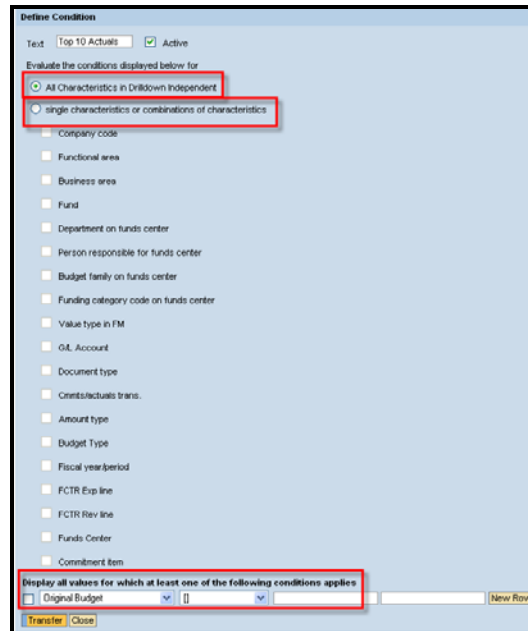 Define Condition
Text Top 10 Actuals Active
Evaluate the conditions displayed below for
All Characteristics in Drilldown Independent
single characteristics or combinations of characteristics
Company code
Functional area
Business area
Fund
Department on funds center
Person responsible for funds center
Budget family on funds center
Funding category code on funds center
Value type in FM
G/L Account
Document type
Cmmts/actuals trans.
Amount type
Budget Type
Fiscal year/period
FCTR Exp line
FCTR Rev line
Funds Center
Commitment item
Display all values for which at least one of the following conditions applies
Original Budget [] New Row
Transfer Close